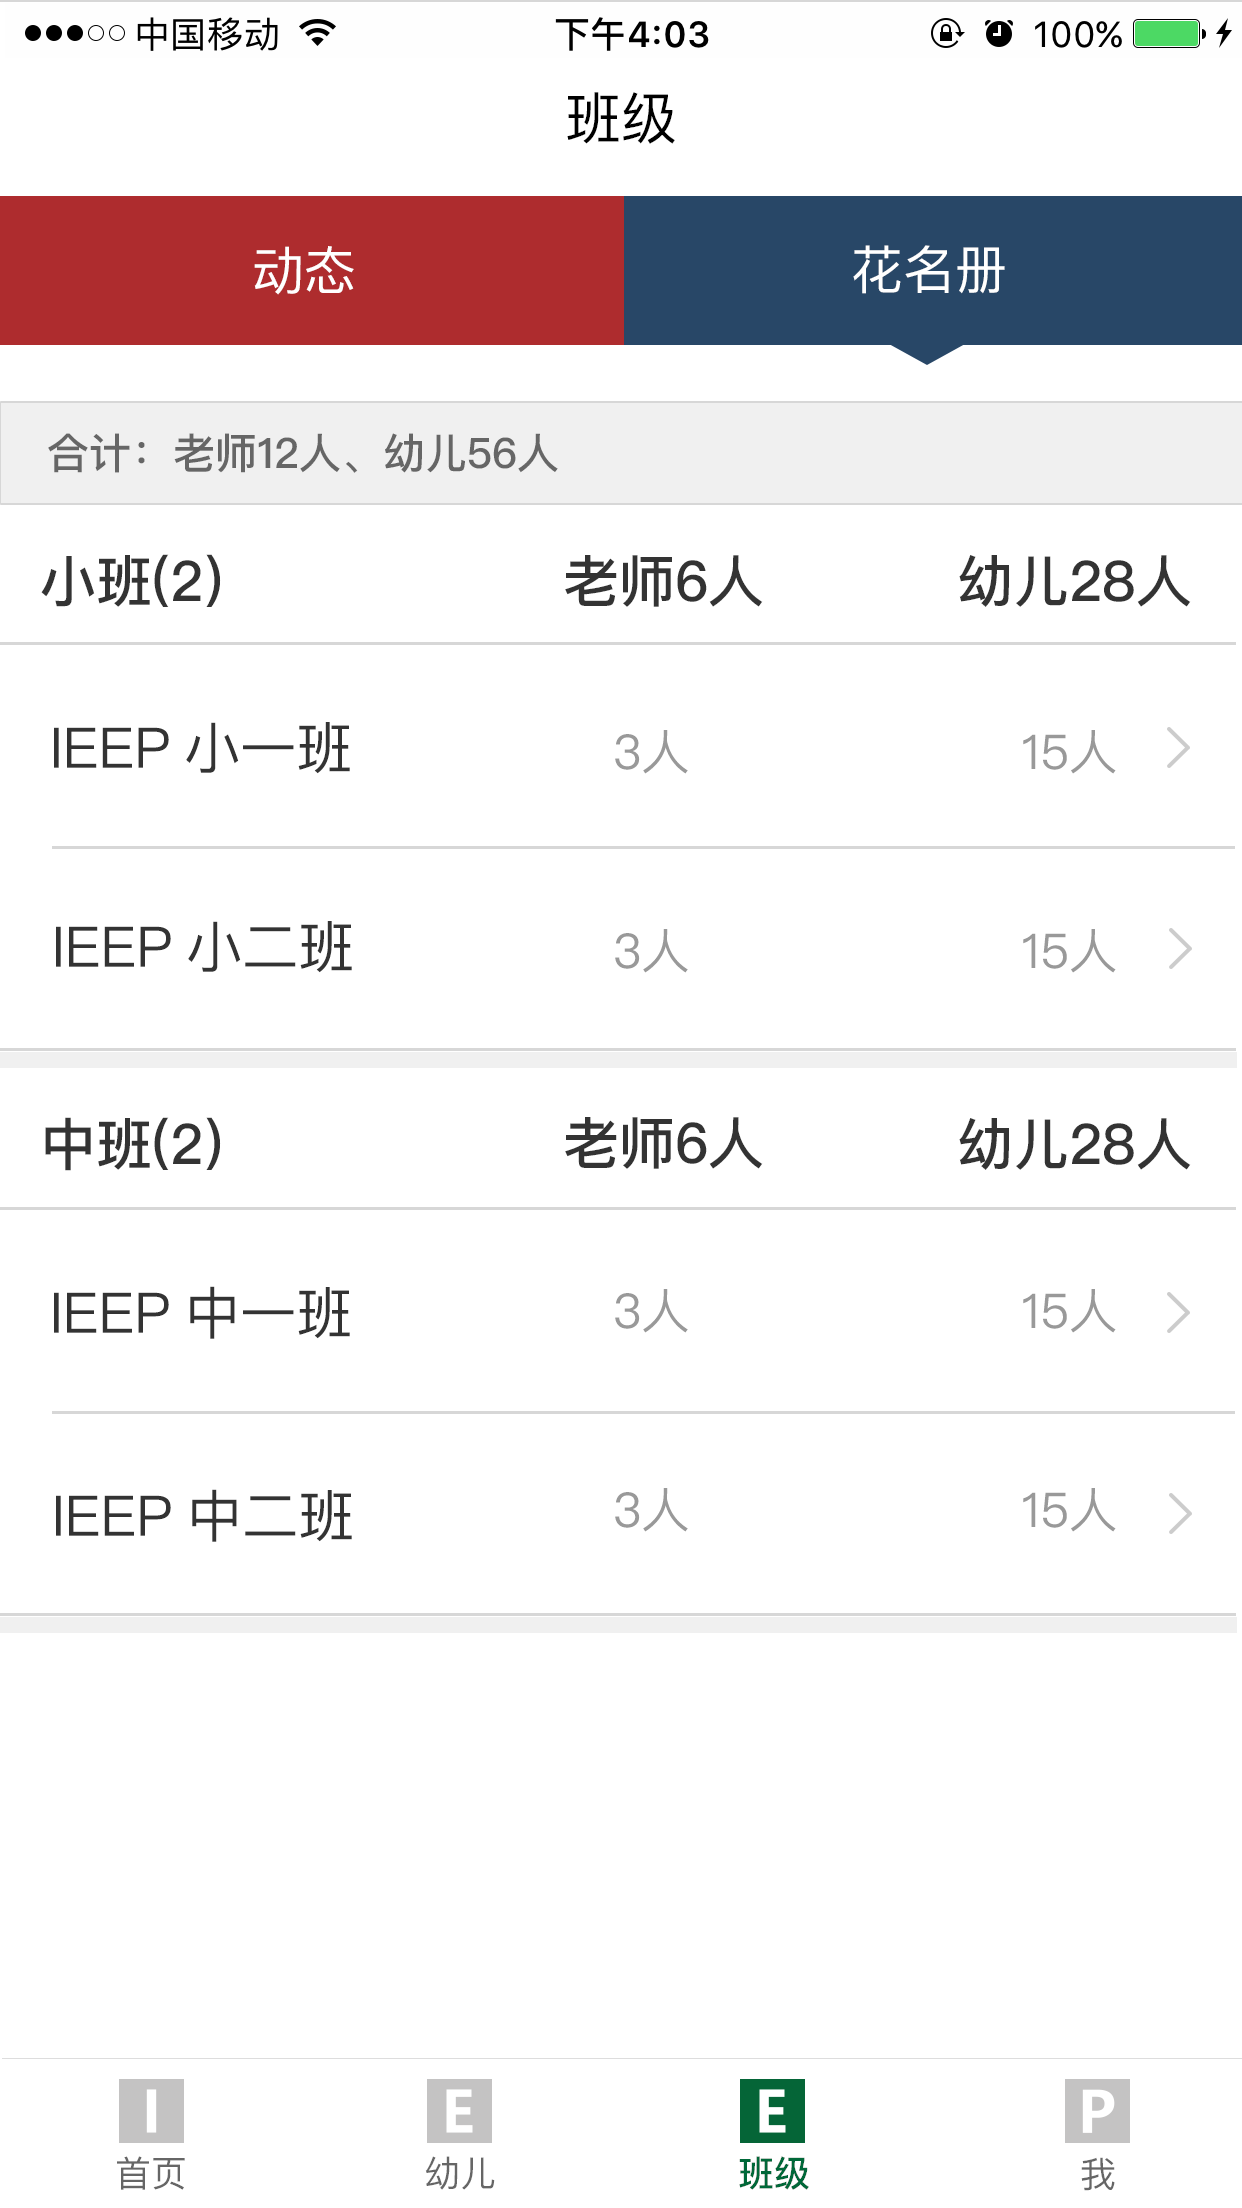 中国移动 下午4:03 100%
班级
动态 花名册
合计：老师12人、幼儿56人
小班(2) 老师6人 幼儿28人
IEEP 小一班 3人 15人
IEEP 小二班 3人 15人
中班(2) 老师6人 幼儿28人
IEEP 中一班 3人 15人
IEEP 中二班 3人 15人
I E E P
首页 幼儿 班级 我